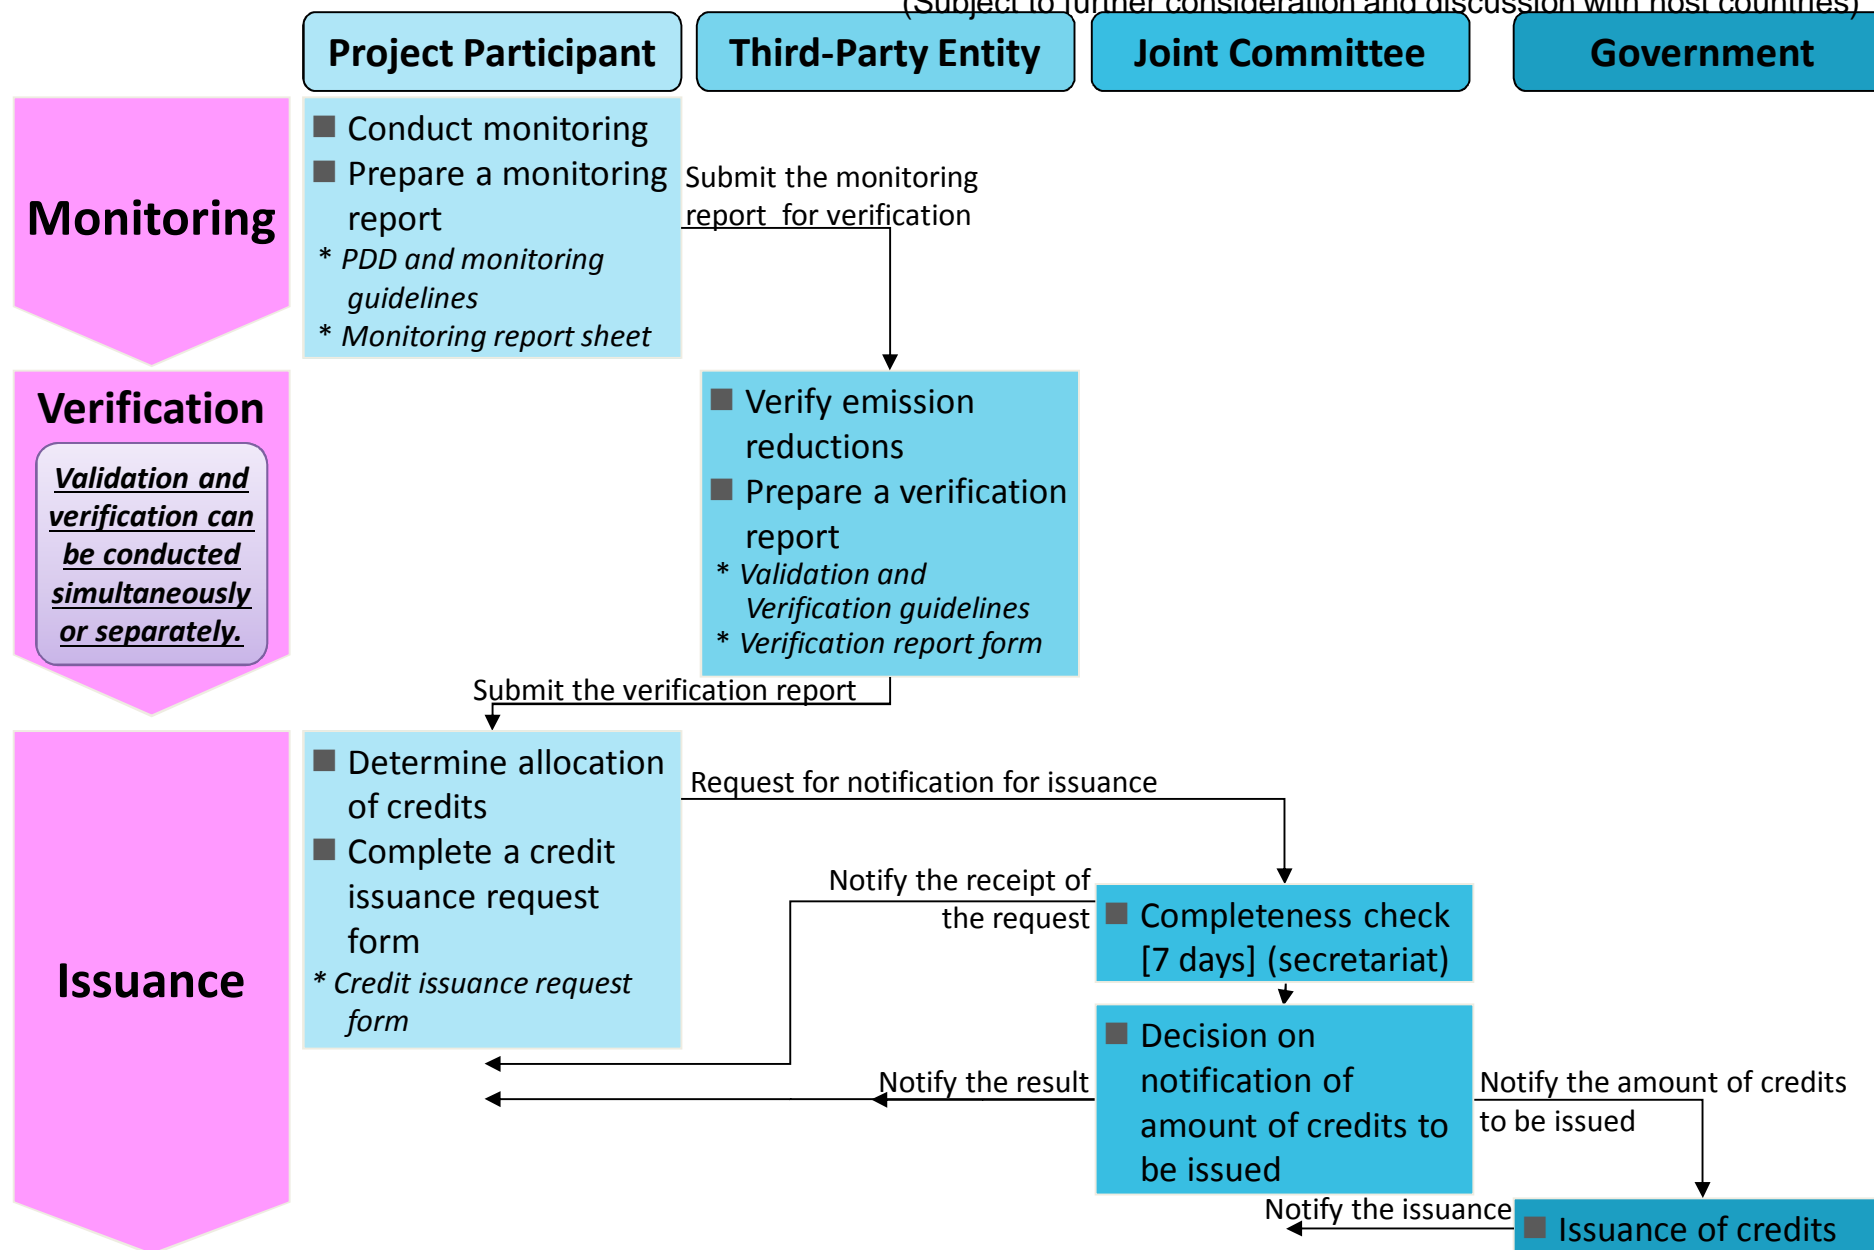 (Subject to further consideration and discussion with host countries)
Project Participant
Third-Party Entity
Joint Committee
Government
Monitoring
Conduct monitoring
Prepare a monitoring
report
* PDD and monitoring
guidelines
* Monitoring report sheet
Submit the monitoring
report for verification
Verification
Validation and
verification can
be conducted
simultaneously
or separately.
Verify emission
reductions
Prepare a verification
report
* Validation and
Verification guidelines
* Verification report form
Submit the verification report
Issuance
Determine allocation
of credits
Complete a credit
issuance request
form
* Credit issuance request
form
Request for notification for issuance
Notify the receipt of
the request
Completeness check
[7 days] (secretariat)
Decision on
notification of
amount of credits to
be issued
Notify the result
Notify the amount of credits
to be issued
Notify the issuance
Issuance of credits